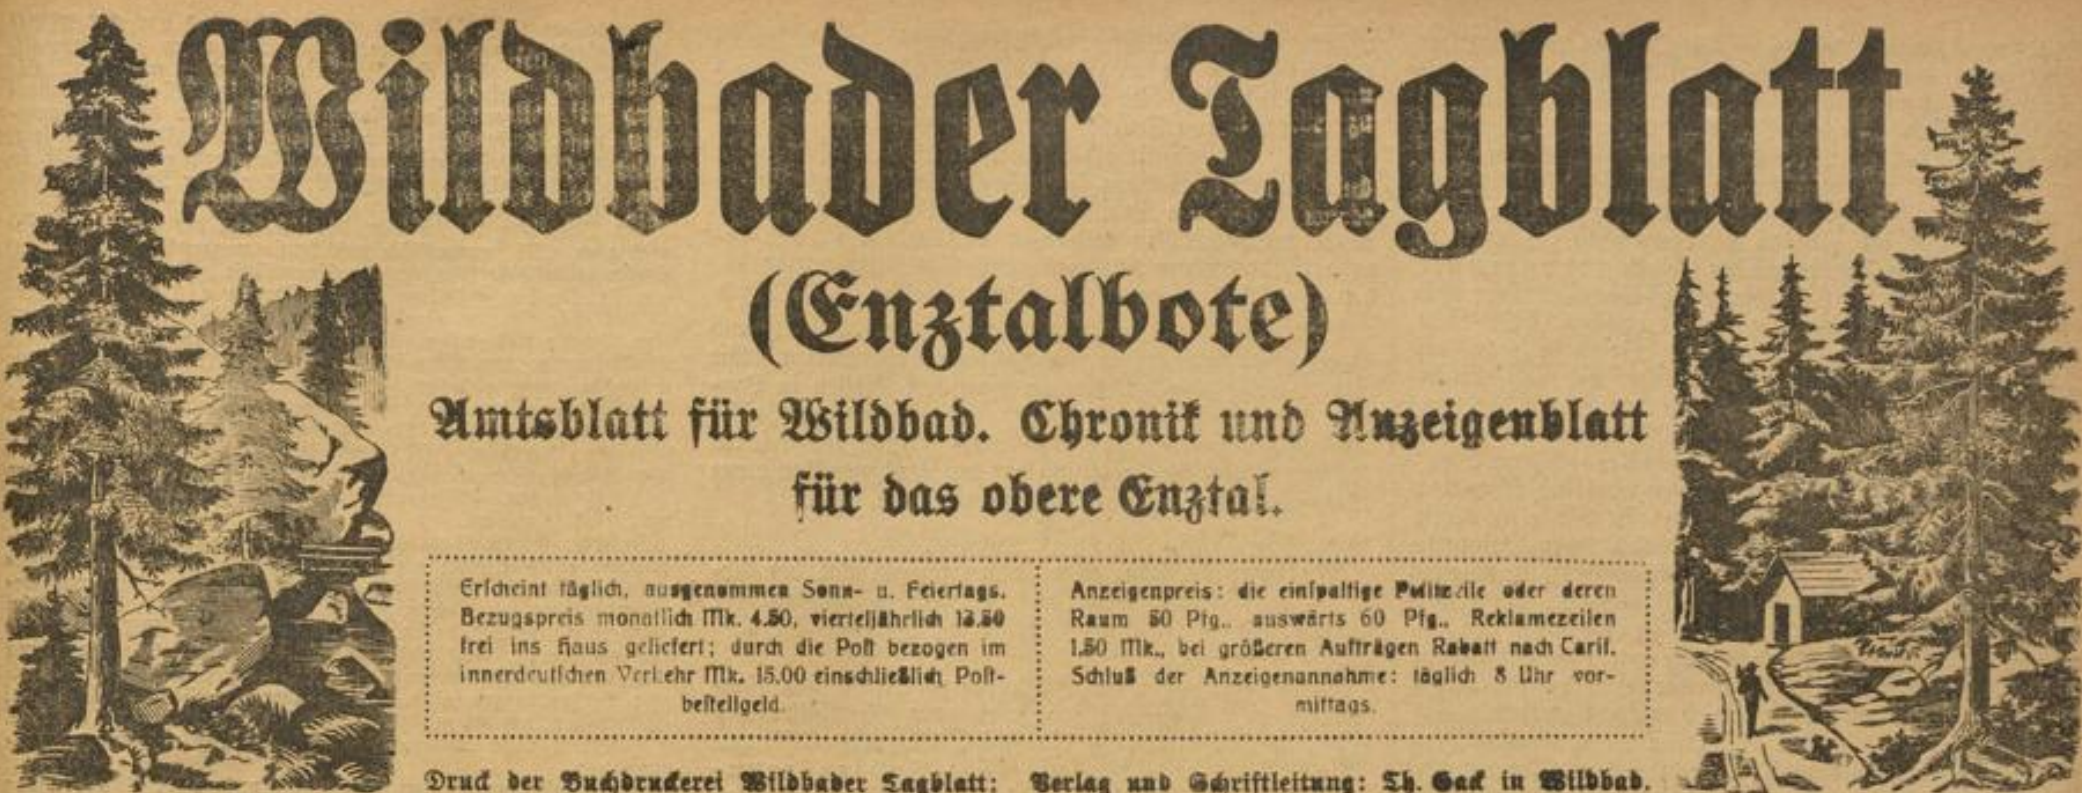 Wildbader Tagblatt
(Enztalbote)
Amtsblatt für Wildbad. Chronik und Anzeigenblatt
für das obere Enztal.
Erscheint täglich, ausgenommen Sonn- u. Feiertags.
Bezugspreis monatlich Mk. 4.50, vierteljährlich 13.50
frei ins Haus geliefert; durch die Post bezogen im
innerdeutschen Verkehr Mk. 15.00 einschließlich Post-
bestellgeld.
Anzeigenpreis: die einspaltige Petitzeile oder deren
Raum 50 Pfg., auswärts 60 Pfg., Reklamezeilen
1.50 Mk., bei größeren Aufträgen Rabatt nach Tarif.
Schluß der Anzeigenannahme: täglich 8 Uhr vor-
mittags.
Druck der Buchdruckerei Wildbader Tagblatt; Verlag und Schriftleitung: Th. Gack in Wildbad.